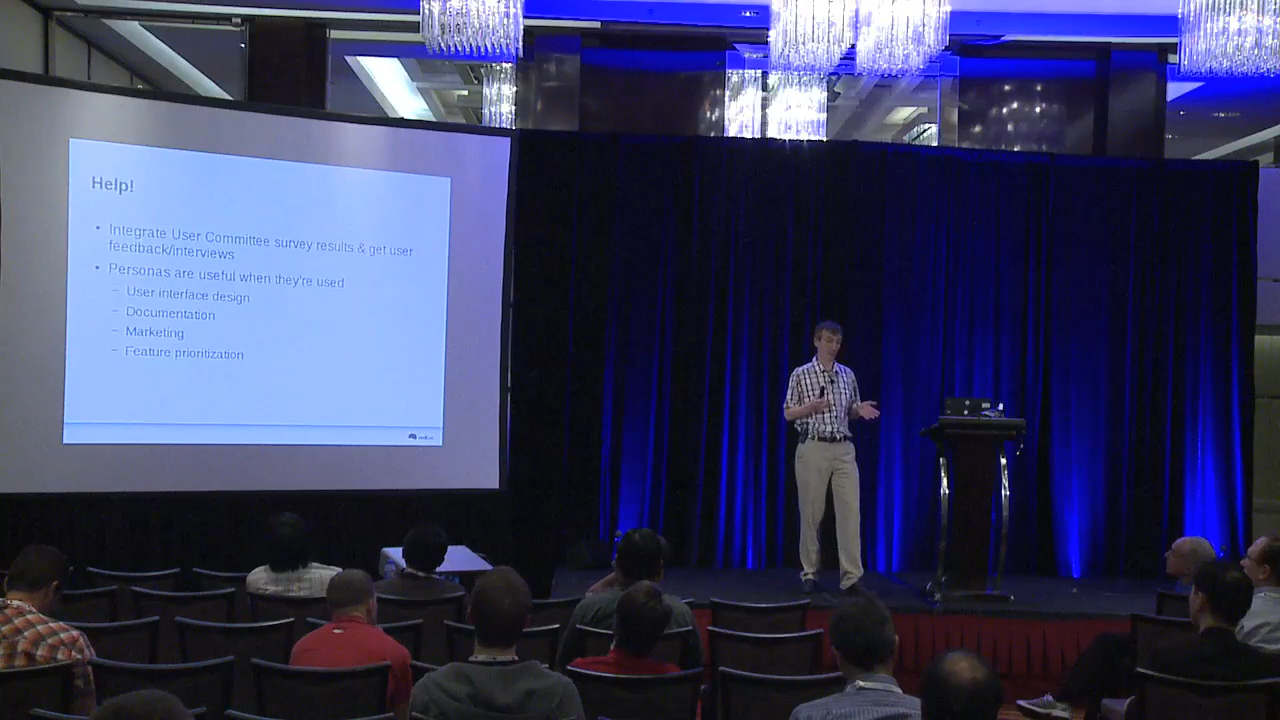 Help!
• Integrate User Committee survey results & get user
feedback/interviews
• Personas are useful when they're used
– User interface design
– Documentation
– Marketing
– Feature prioritization